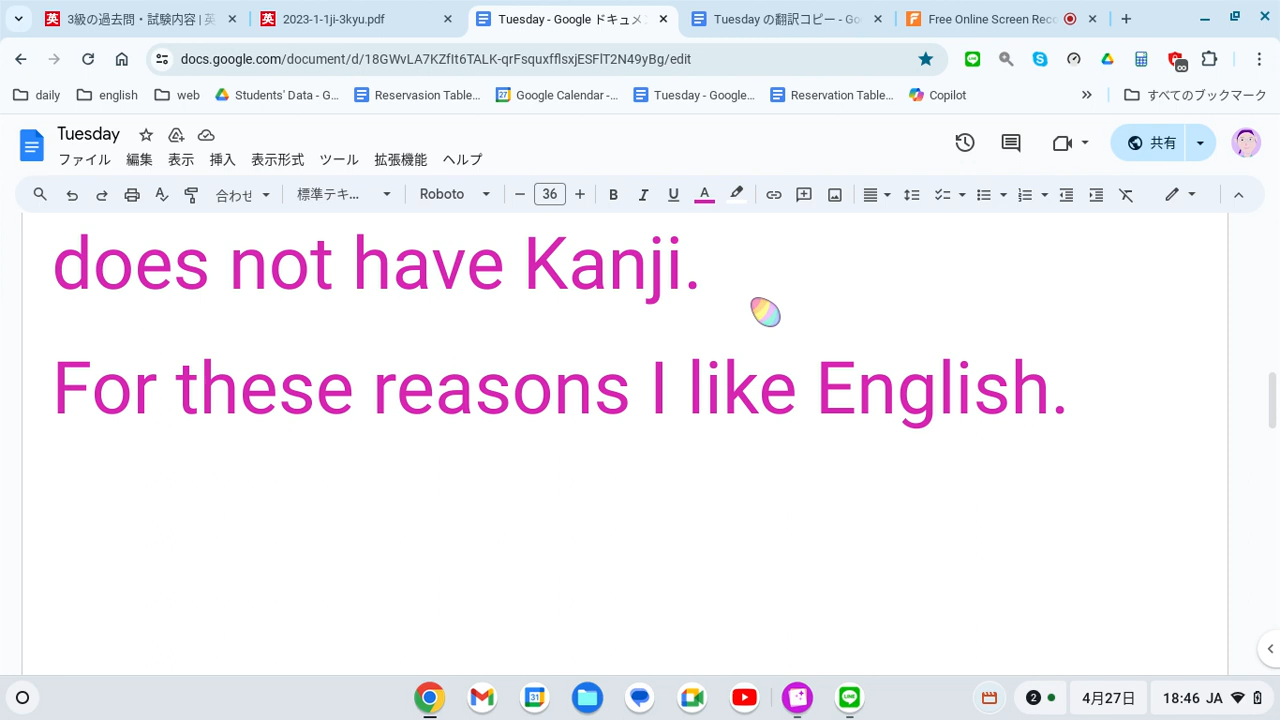 英 3級の過去問・試験内容 | 英
英 2023-1-1ji-3kyu.pdf
Tuesday - Google ドキュメン
Tuesday の翻訳コピー - Go
Free Online Screen Reco
docs.google.com/document/d/18GWvLA7KZfIt6TALK-qrFsquxfflsxjESFlT2N49yBg/edit
daily
english
web
Students' Data - G...
Reservasion Table...
Google Calendar -...
Tuesday - Google...
Reservation Table...
Copilot
»
すべてのブックマーク
Tuesday
共有
ファイル 編集 表示 挿入 表示形式 ツール 拡張機能 ヘルプ
合わせ
標準テキ...
Roboto
− 36 +
B I U A
does not have Kanji.
For these reasons I like English.
31
2
4月27日
18:46 JA